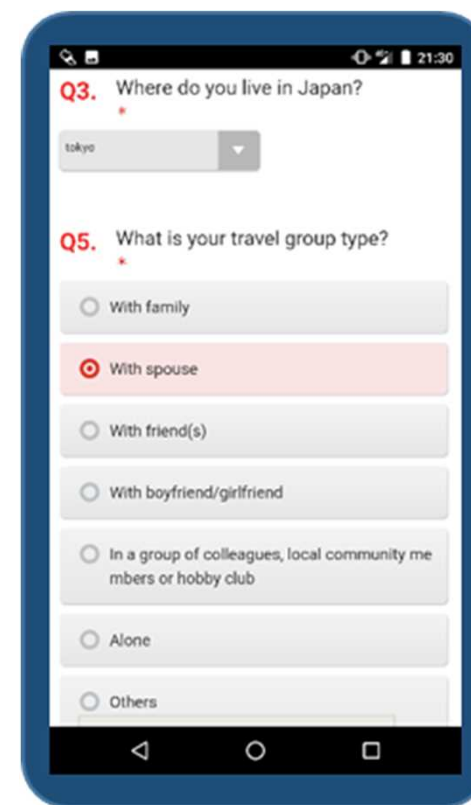 21:30
Q3. Where do you live in Japan?
*
tokyo
Q5. What is your travel group type?
*
With family
With spouse
With friend(s)
With boyfriend/girlfriend
In a group of colleagues, local community me
mbers or hobby club
Alone
Others